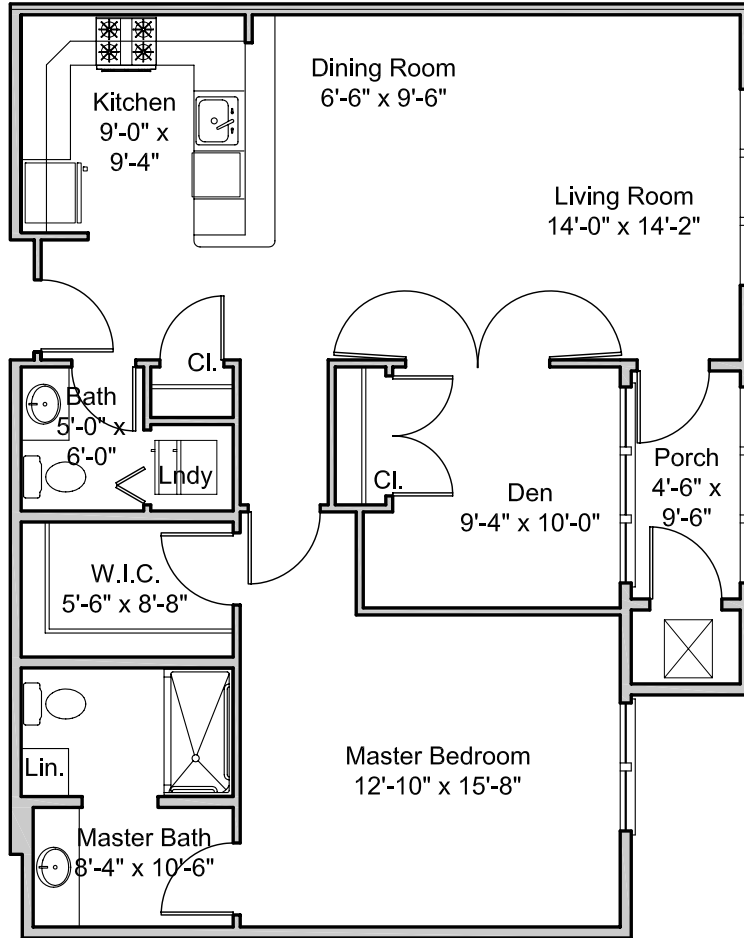 Dining Room
6'-6" x 9'-6"
Kitchen
9'-0" x
9'-4"
Living Room
14'-0" x 14'-2"
Cl.
Bath
5'-0" x
6'-0"
Lndy
Cl.
Den
9'-4" x 10'-0"
Porch
4'-6" x
9'-6"
W.I.C.
5'-6" x 8'-8"
Lin.
Master Bedroom
12'-10" x 15'-8"
Master Bath
8'-4" x 10'-6"